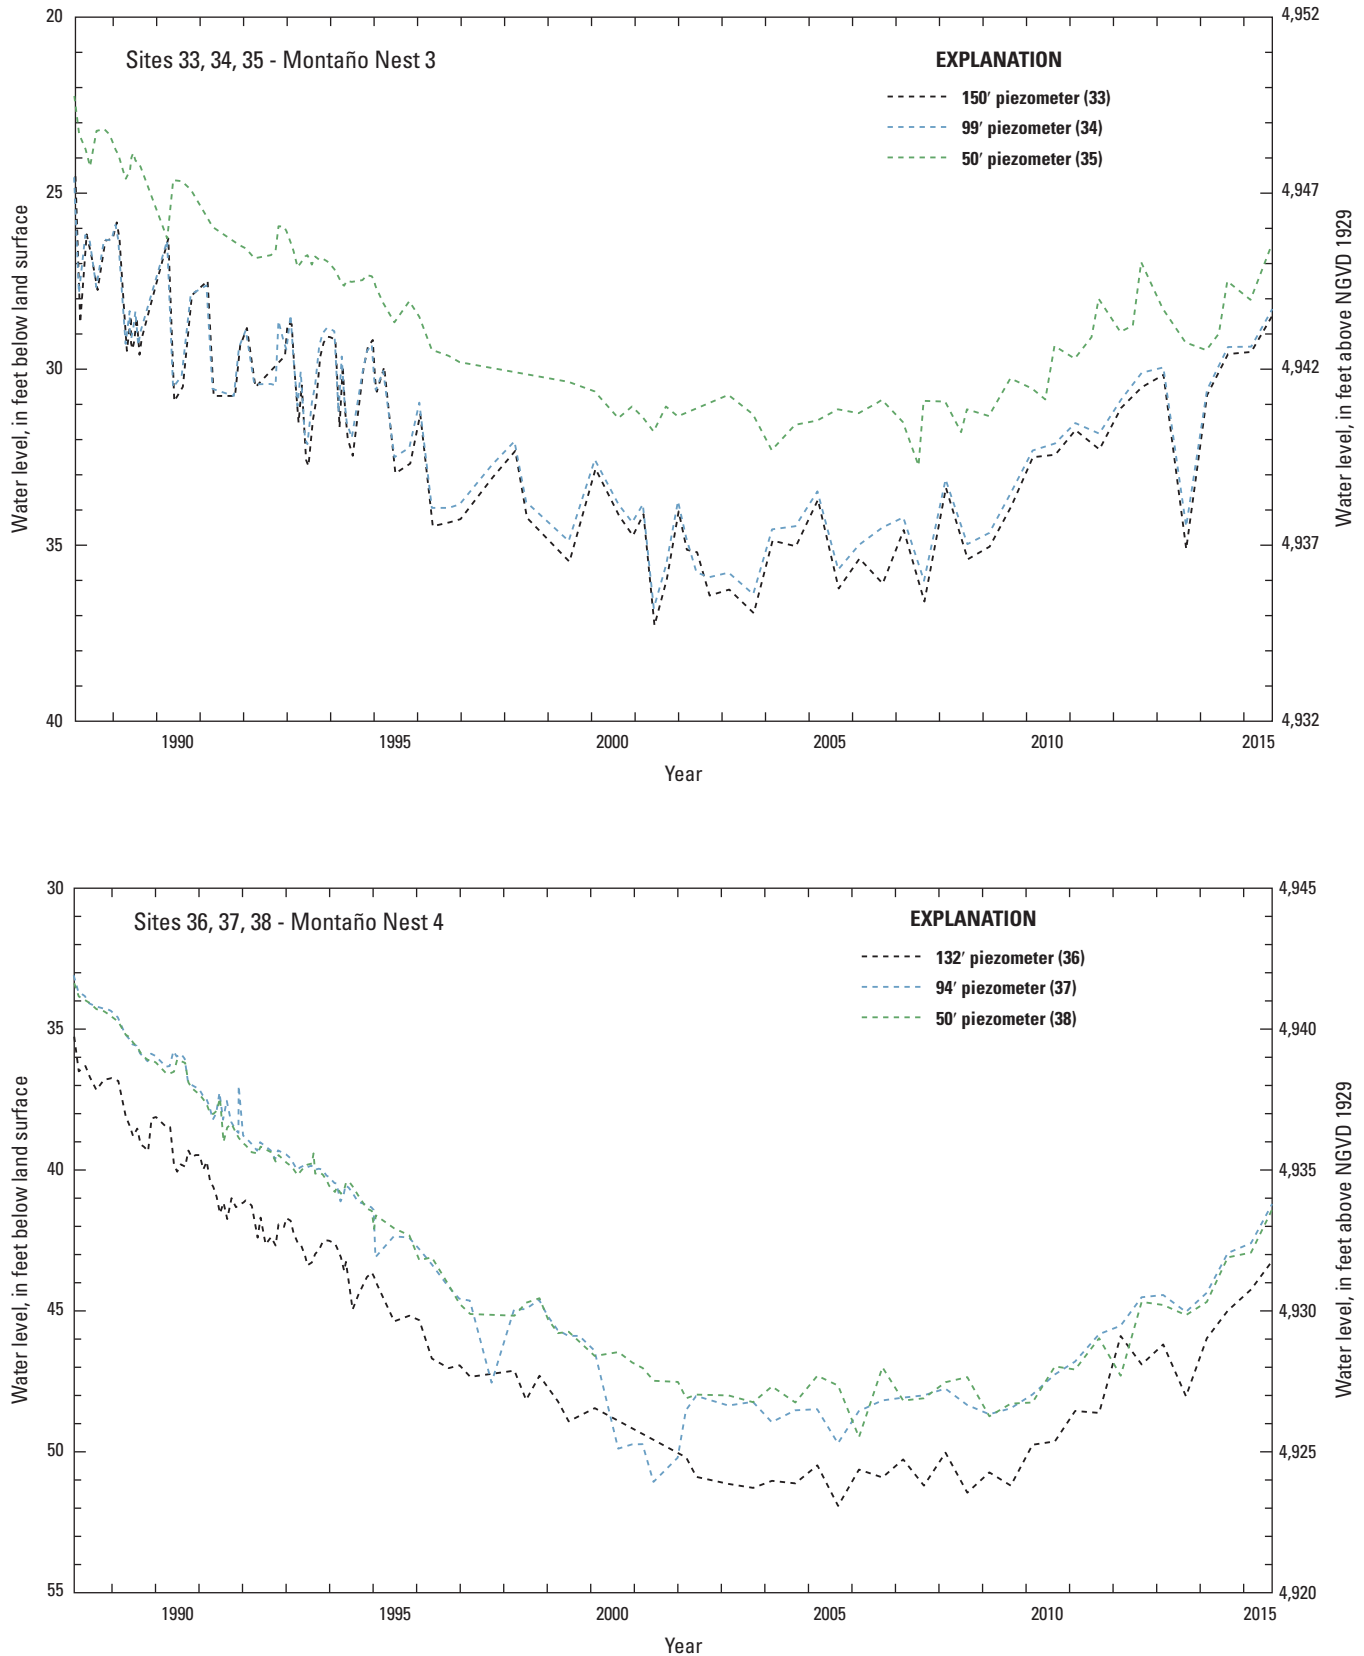 Sites 33, 34, 35 - Montaño Nest 3
EXPLANATION
150′ piezometer (33)
99′ piezometer (34)
50′ piezometer (35)
Water level, in feet below land surface
20
25
30
35
40
4,952
4,947
4,942
4,937
4,932
Water level, in feet above NGVD 1929
1990 1995 2000 2005 2010 2015
Year
Sites 36, 37, 38 - Montaño Nest 4
EXPLANATION
132′ piezometer (36)
94′ piezometer (37)
50′ piezometer (38)
Water level, in feet below land surface
30
35
40
45
50
55
4,945
4,940
4,935
4,930
4,925
4,920
Water level, in feet above NGVD 1929
1990 1995 2000 2005 2010 2015
Year